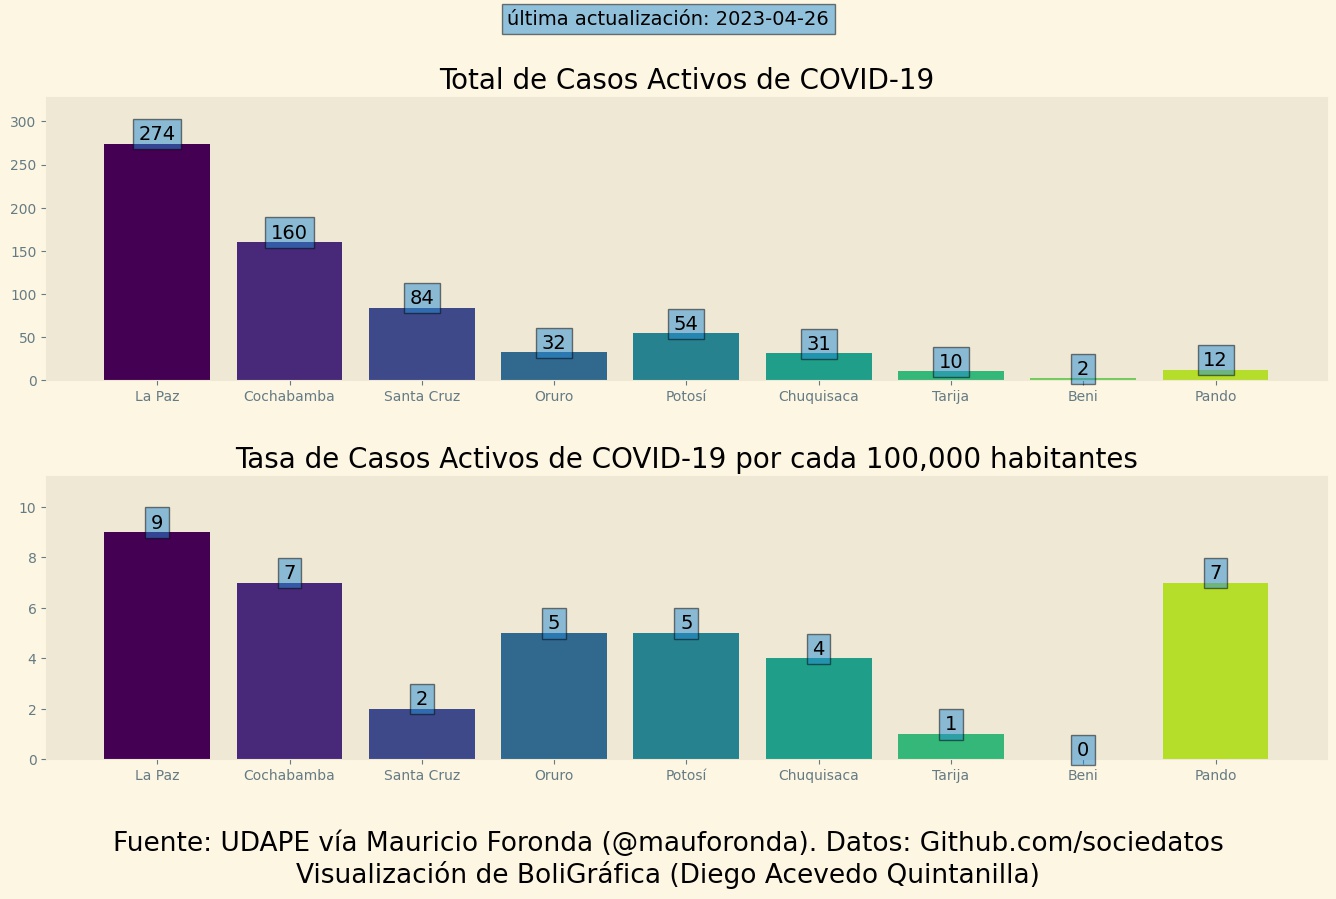 última actualización: 2023-04-26
Total de Casos Activos de COVID-19
300
250
200
150
100
50
0
274
160
84
32
54
31
10
2
12
La Paz
Cochabamba
Santa Cruz
Oruro
Potosí
Chuquisaca
Tarija
Beni
Pando
Tasa de Casos Activos de COVID-19 por cada 100,000 habitantes
10
8
6
4
2
0
9
7
2
5
5
4
1
0
7
La Paz
Cochabamba
Santa Cruz
Oruro
Potosí
Chuquisaca
Tarija
Beni
Pando
Fuente: UDAPE vía Mauricio Foronda (@mauforonda). Datos: Github.com/sociedatos
Visualización de BoliGráfica (Diego Acevedo Quintanilla)